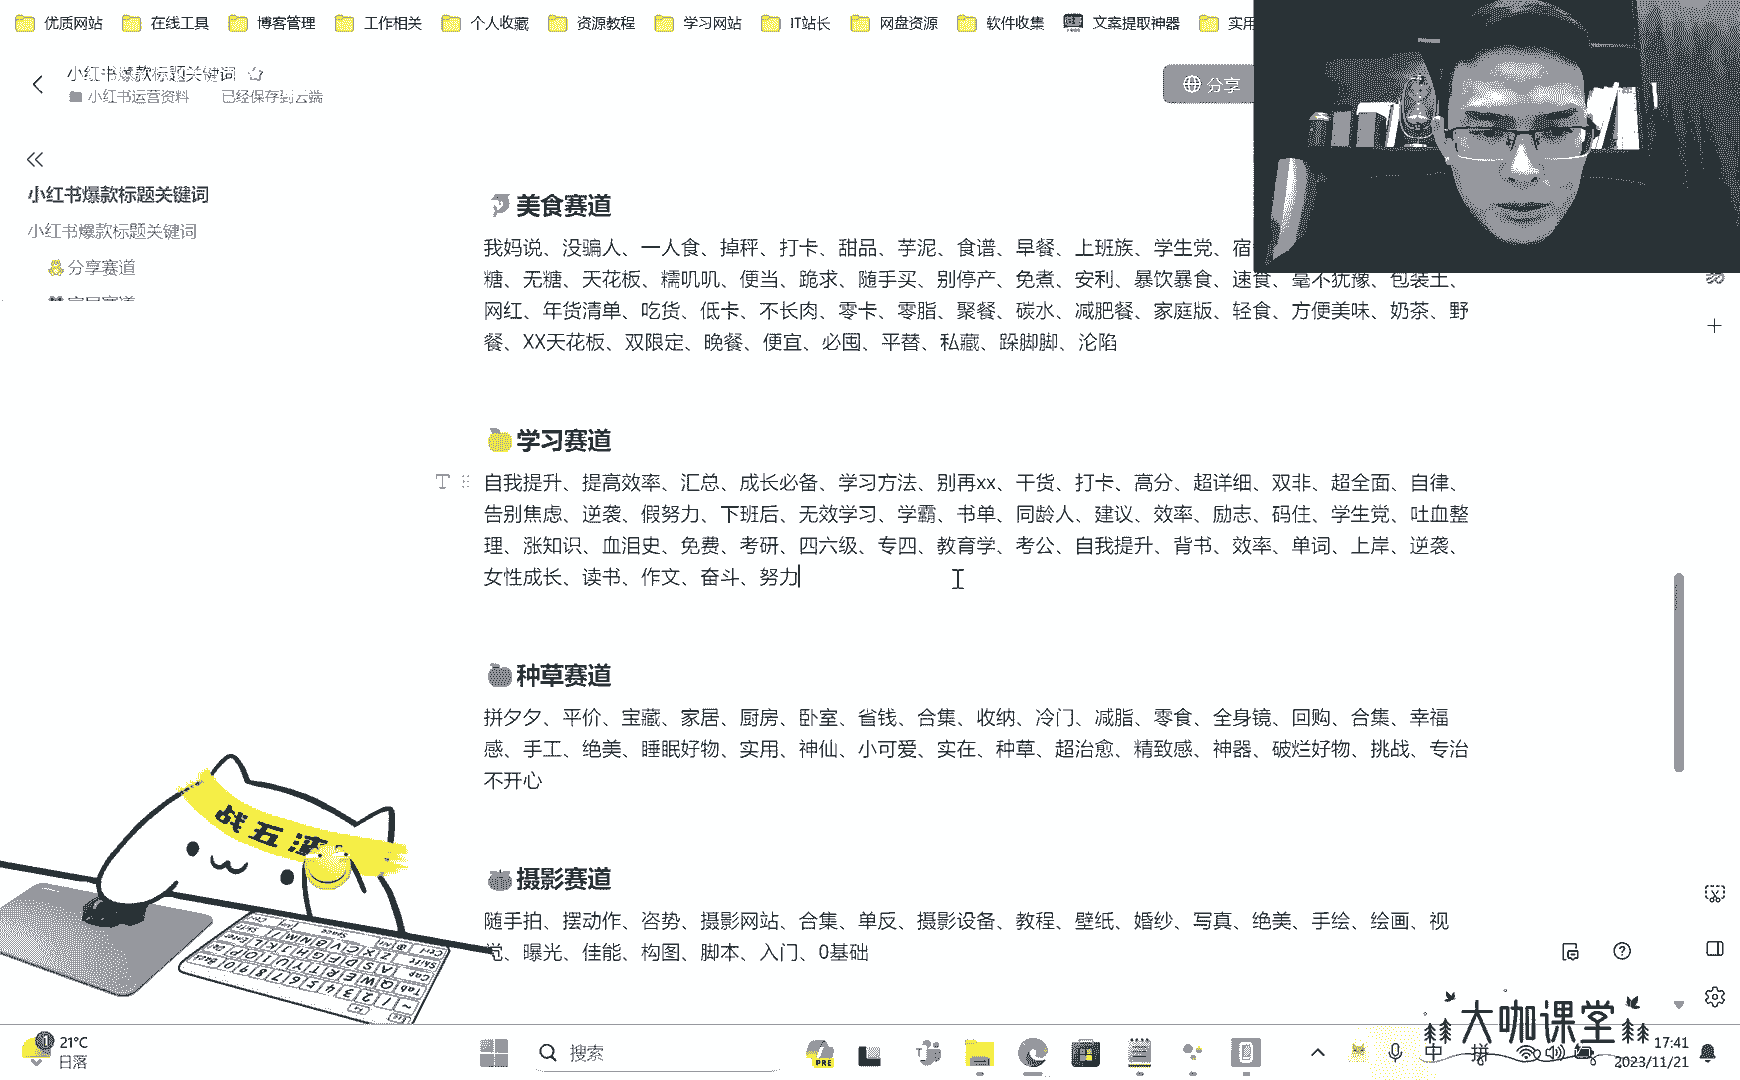 优质网站 在线工具 博客管理 工作相关 个人收藏 资源教程 学习网站 IT站长 网盘资源 软件收集 文案提取神器 实用
小红书爆款标题关键词
小红书运营资料 已经保存到云端
分享
小红书爆款标题关键词
小红书爆款标题关键词
分享赛道
美食赛道
我妈说、没骗人、一人食、掉秤、打卡、甜品、芋泥、食谱、早餐、上班族、学生党、宿
糖、无糖、天花板、糯叽叽、便当、跪求、随手买、别停产、免煮、安利、暴饮暴食、速食、毫不犹豫、包装土、
网红、年货清单、吃货、低卡、不长肉、零卡、零脂、聚餐、碳水、减肥餐、家庭版、轻食、方便美味、奶茶、野
餐、XX天花板、双限定、晚餐、便宜、必囤、平替、私藏、跺脚脚、沦陷
学习赛道
自我提升、提高效率、汇总、成长必备、学习方法、别再xx、干货、打卡、高分、超详细、双非、超全面、自律、
告别焦虑、逆袭、假努力、下班后、无效学习、学霸、书单、同龄人、建议、效率、励志、码住、学生党、吐血整
理、涨知识、血泪史、免费、考研、四六级、专四、教育学、考公、自我提升、背书、效率、单词、上岸、逆袭、
女性成长、读书、作文、奋斗、努力
种草赛道
拼夕夕、平价、宝藏、家居、厨房、卧室、省钱、合集、收纳、冷门、减脂、零食、全身镜、回购、合集、幸福
感、手工、绝美、睡眠好物、实用、神仙、小可爱、实在、种草、超治愈、精致感、神器、破烂好物、挑战、专治
不开心
摄影赛道
随手拍、摆动作、咨势、摄影网站、合集、单反、摄影设备、教程、壁纸、婚纱、写真、绝美、手绘、绘画、视
觉、曝光、佳能、构图、脚本、入门、0基础
战五渣
大咖课堂
21°C
日落
搜索
PRE
中 拼
17:41
2023/11/21